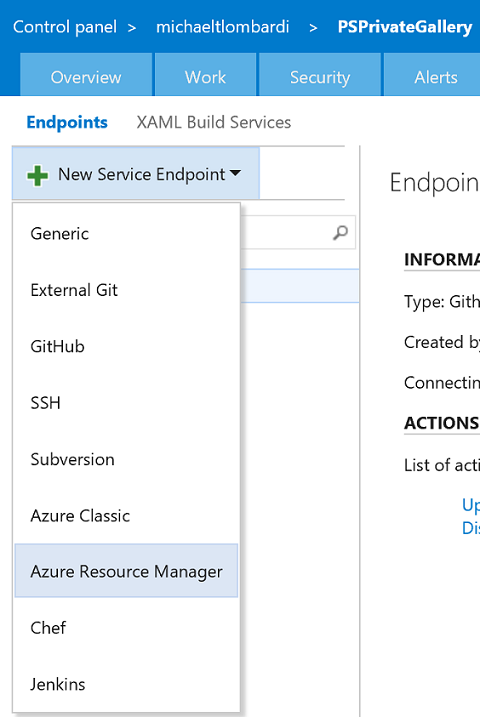 Control panel > michaeltlombardi > PSPrivateGallery
Overview Work Security Alerts
Endpoints XAML Build Services
New Service Endpoint
Endpoin
Generic
INFORMA
External Git
Type: Gith
GitHub
Created by
Connectin
SSH
ACTIONS
Subversion
List of acti
Azure Classic
Up
Dis
Azure Resource Manager
Chef
Jenkins